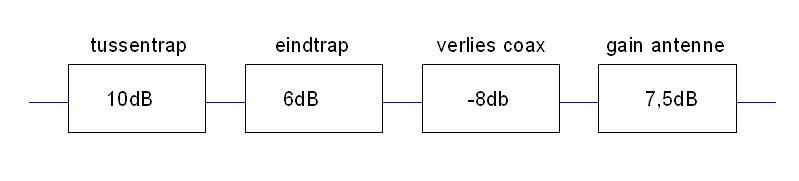 tussentrap eindtrap verlies coax gain antenne
10dB 6dB -8db 7,5dB